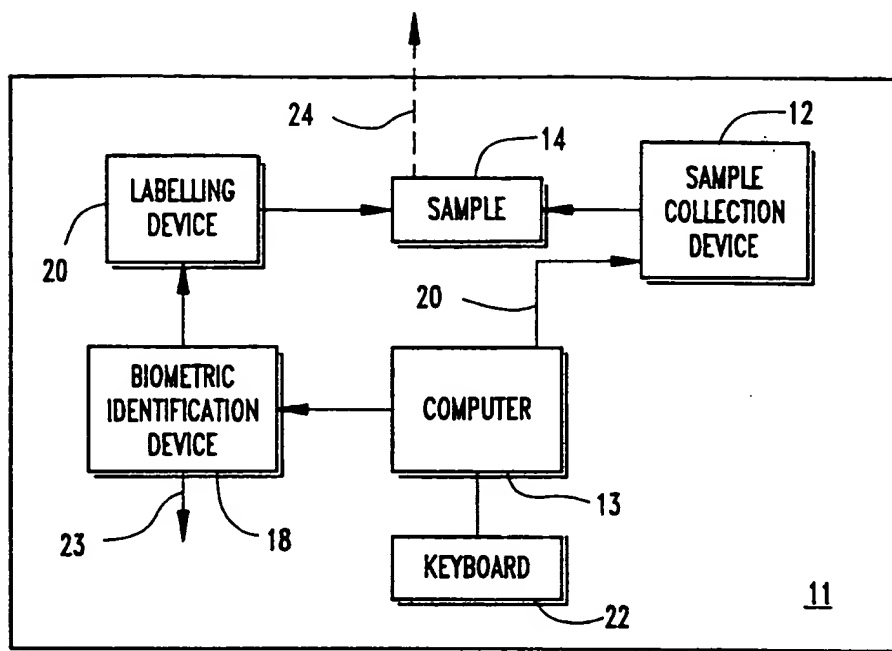 24
14
12
LABELLING
DEVICE
SAMPLE
SAMPLE
COLLECTION
DEVICE
20
20
BIOMETRIC
IDENTIFICATION
DEVICE
COMPUTER
23
18
13
KEYBOARD
22
11